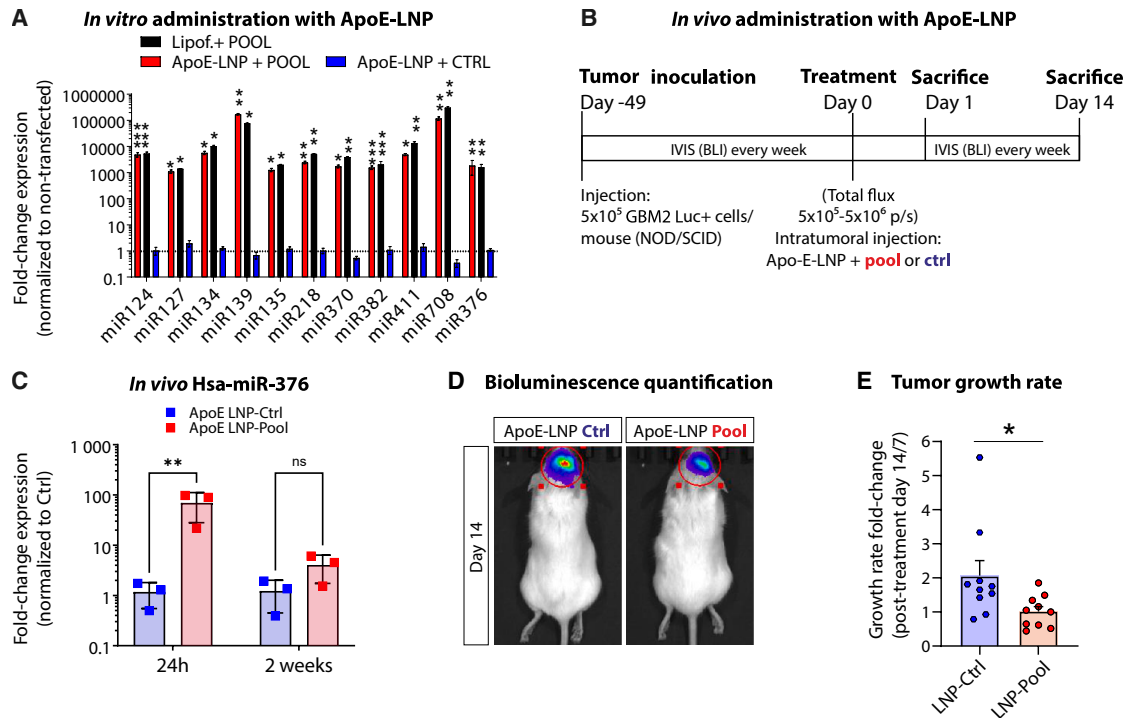 A
In vitro administration with ApoE-LNP
Lipof.+ POOL
ApoE-LNP + POOL
ApoE-LNP + CTRL
Fold-change expression
(normalized to non-transfected)
1000000
100000
10000
1000
100
10
1
0.1
*** *** * * * * ** * * * ** ** * * *** *** * ** ** ** ** **
miR124
miR127
miR134
miR139
miR135
miR218
miR370
miR382
miR411
miR708
miR376
B
In vivo administration with ApoE-LNP
Tumor inoculation
Treatment
Sacrifice
Sacrifice
Day -49
Day 0
Day 1
Day 14
IVIS (BLI) every week
IVIS (BLI) every week
Injection:
5x10⁵ GBM2 Luc+ cells/
mouse (NOD/SCID)
(Total flux
5x10⁵-5x10⁶ p/s)
Intratumoral injection:
Apo-E-LNP + pool or ctrl
C
In vivo Hsa-miR-376
ApoE LNP-Ctrl
ApoE LNP-Pool
Fold-change expression
(normalized to Ctrl)
1 000
100
10
1
0.1
**
ns
24h
2 weeks
D
Bioluminescence quantification
ApoE-LNP Ctrl
ApoE-LNP Pool
Day 14
E
Tumor growth rate
Growth rate fold-change
(post-treatment day 14/7)
6
5
4
3
2
1
0
*
LNP-Ctrl
LNP-Pool